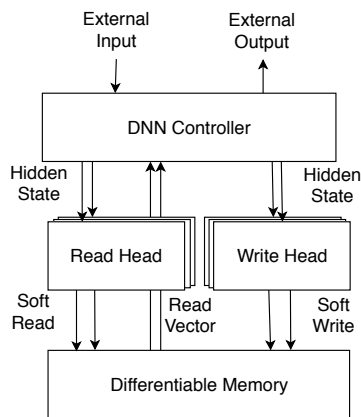 External
Input
External
Output
DNN Controller
Hidden
State
Hidden
State
Read Head
Write Head
Soft
Read
Read
Vector
Soft
Write
Differentiable Memory